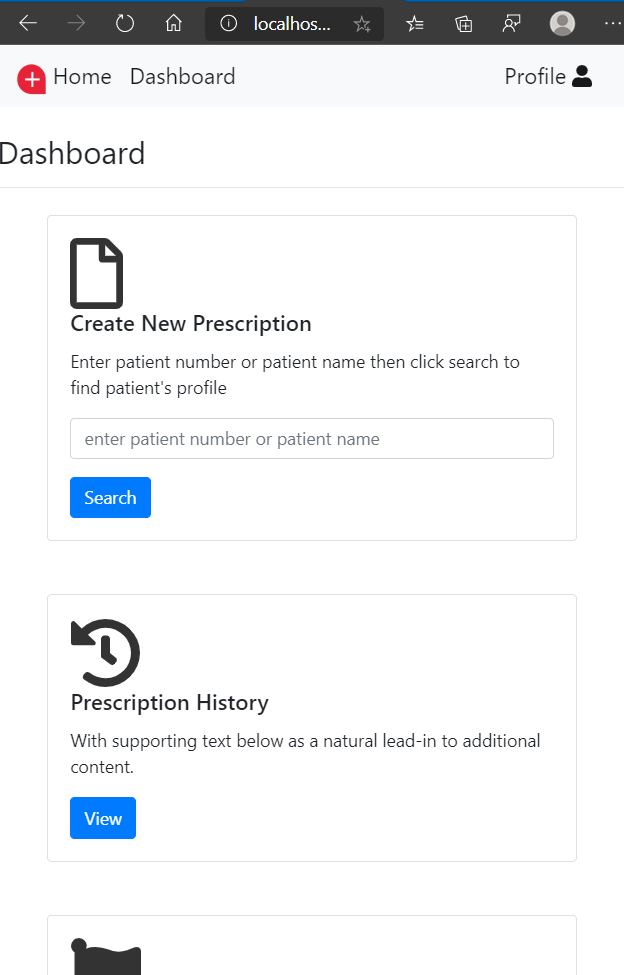 localhos...
Home Dashboard Profile
Dashboard
Create New Prescription
Enter patient number or patient name then click search to
find patient's profile
enter patient number or patient name
Search
Prescription History
With supporting text below as a natural lead-in to additional
content.
View